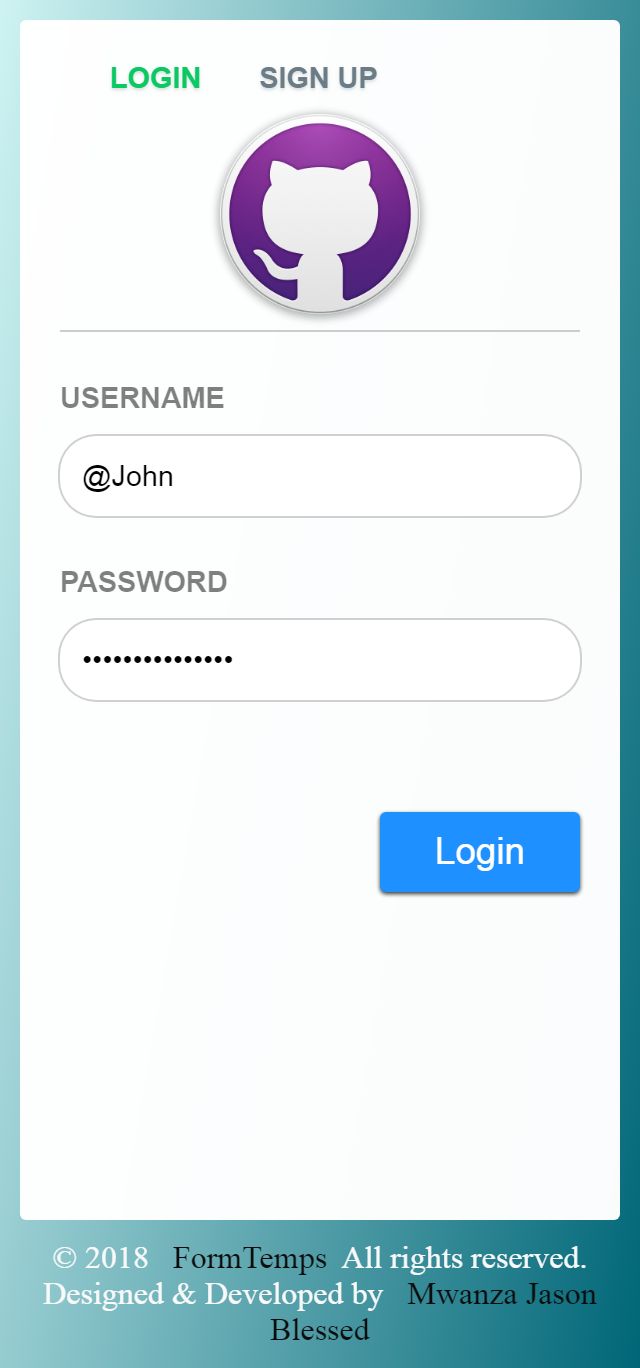 LOGIN SIGN UP
USERNAME
@John
PASSWORD
•••••••••••••••
Login
© 2018 FormTemps All rights reserved.
Designed & Developed by Mwanza Jason
Blessed